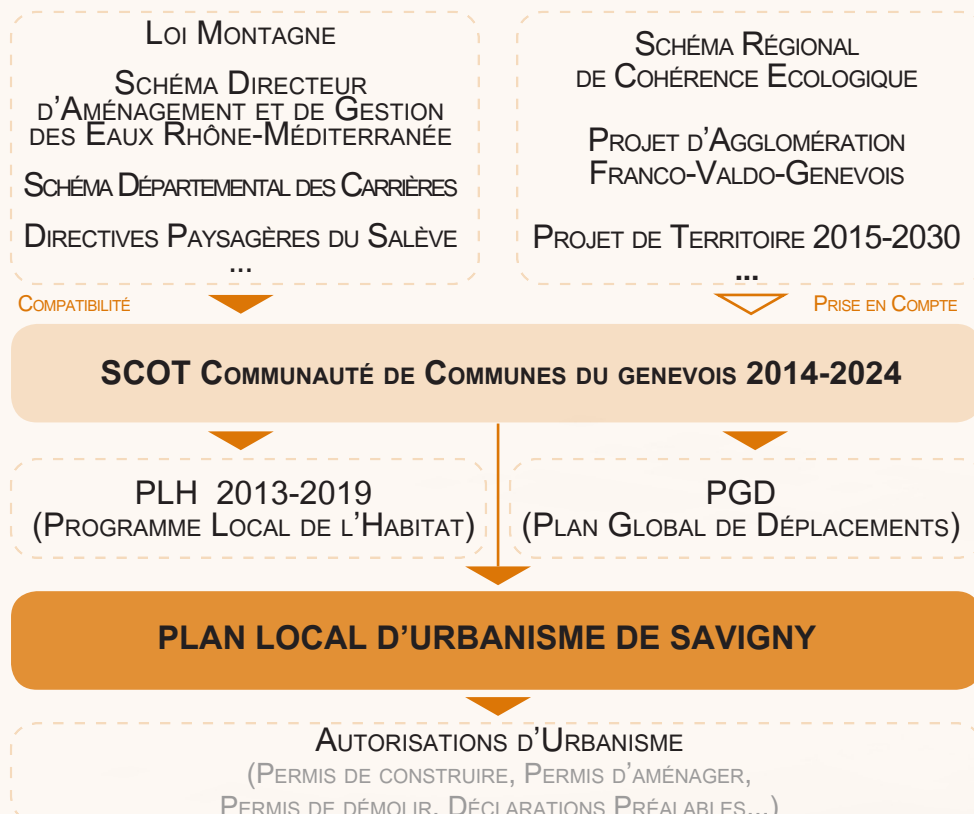 Loi Montagne
Schéma Directeur
d'Aménagement et de Gestion
des Eaux Rhône-Méditerranée
Schéma Départemental des Carrières
Directives Paysagères du Salève
...
Schéma Régional
de Cohérence Ecologique
Projet d'Agglomération
Franco-Valdo-Genevois
Projet de Territoire 2015-2030
...
Compatibilité
Prise en Compte
SCOT Communauté de Communes du genevois 2014-2024
PLH 2013-2019
(Programme Local de l'Habitat)
PGD
(Plan Global de Déplacements)
PLAN LOCAL D'URBANISME DE SAVIGNY
Autorisations d'Urbanisme
(Permis de construire, Permis d'aménager,
Permis de démolir, Déclarations Préalables...)